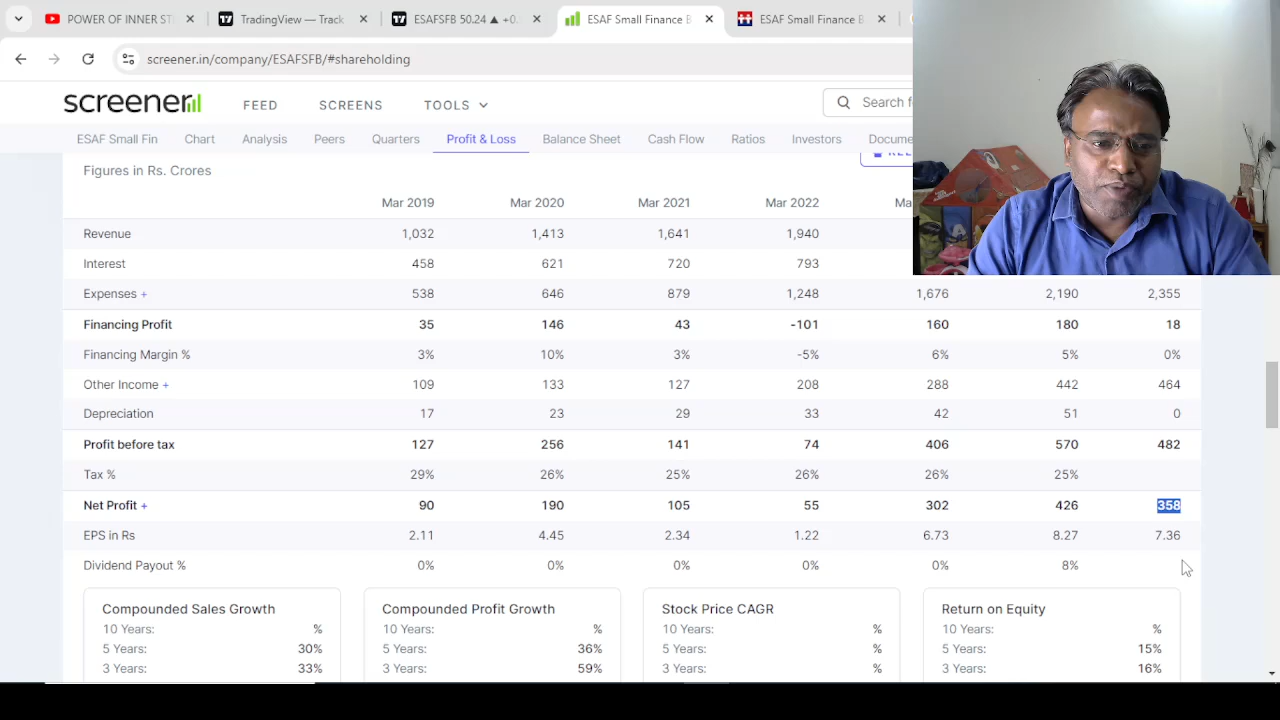 POWER OF INNER ST
TradingView — Track
ESAFSFB 50.24 ▲ +0.
ESAF Small Finance B
ESAF Small Finance B
screener.in/company/ESAFSFB/#shareholding
screener
FEED SCREENS TOOLS
Search f
ESAF Small Fin Chart Analysis Peers Quarters Profit & Loss Balance Sheet Cash Flow Ratios Investors Docume
Figures in Rs. Crores
Mar 2019 Mar 2020 Mar 2021 Mar 2022 Ma
Revenue 1,032 1,413 1,641 1,940
Interest 458 621 720 793
Expenses + 538 646 879 1,248 1,676 2,190 2,355
Financing Profit 35 146 43 -101 160 180 18
Financing Margin % 3% 10% 3% -5% 6% 5% 0%
Other Income + 109 133 127 208 288 442 464
Depreciation 17 23 29 33 42 51 0
Profit before tax 127 256 141 74 406 570 482
Tax % 29% 26% 25% 26% 26% 25%
Net Profit + 90 190 105 55 302 426 358
EPS in Rs 2.11 4.45 2.34 1.22 6.73 8.27 7.36
Dividend Payout % 0% 0% 0% 0% 0% 8%
Compounded Sales Growth
10 Years: %
5 Years: 30%
3 Years: 33%
Compounded Profit Growth
10 Years: %
5 Years: 36%
3 Years: 59%
Stock Price CAGR
10 Years: %
5 Years: %
3 Years: %
Return on Equity
10 Years: %
5 Years: 15%
3 Years: 16%